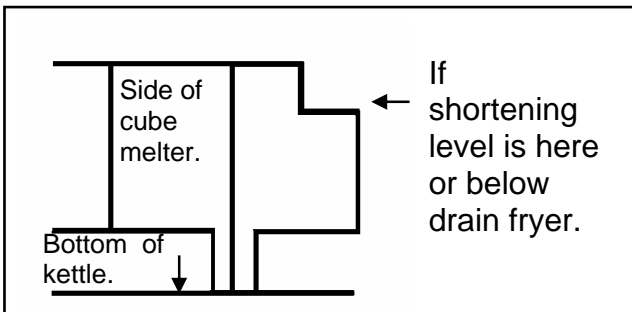 Side of
cube
melter.
Bottom of
kettle.
If
shortening
level is here
or below
drain fryer.